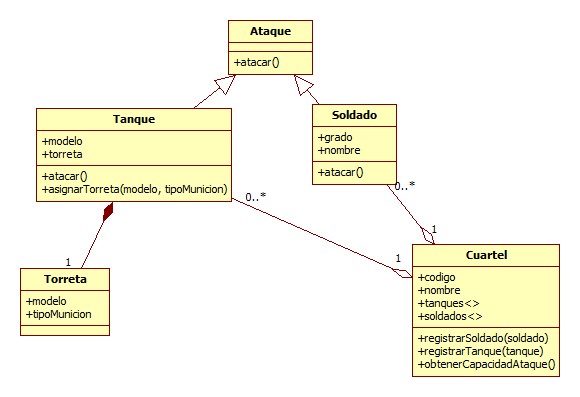 Ataque
+atacar()
Tanque
+modelo
+torreta
+atacar()
+asignarTorreta(modelo, tipoMunicion)
Soldado
+grado
+nombre
+atacar()
0..*
0..*
1
1
1
Torreta
+modelo
+tipoMunicion
Cuartel
+codigo
+nombre
+tanques<>
+soldados<>
+registrarSoldado(soldado)
+registrarTanque(tanque)
+obtenerCapacidadAtaque()